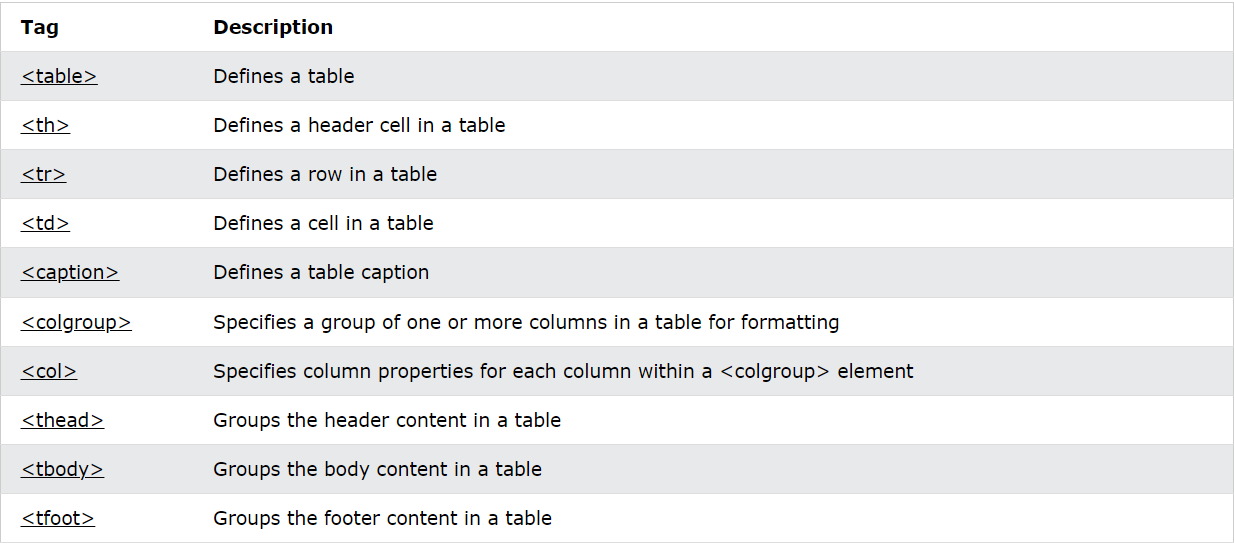 Tag Description
<table> Defines a table
<th> Defines a header cell in a table
<tr> Defines a row in a table
<td> Defines a cell in a table
<caption> Defines a table caption
<colgroup> Specifies a group of one or more columns in a table for formatting
<col> Specifies column properties for each column within a <colgroup> element
<thead> Groups the header content in a table
<tbody> Groups the body content in a table
<tfoot> Groups the footer content in a table